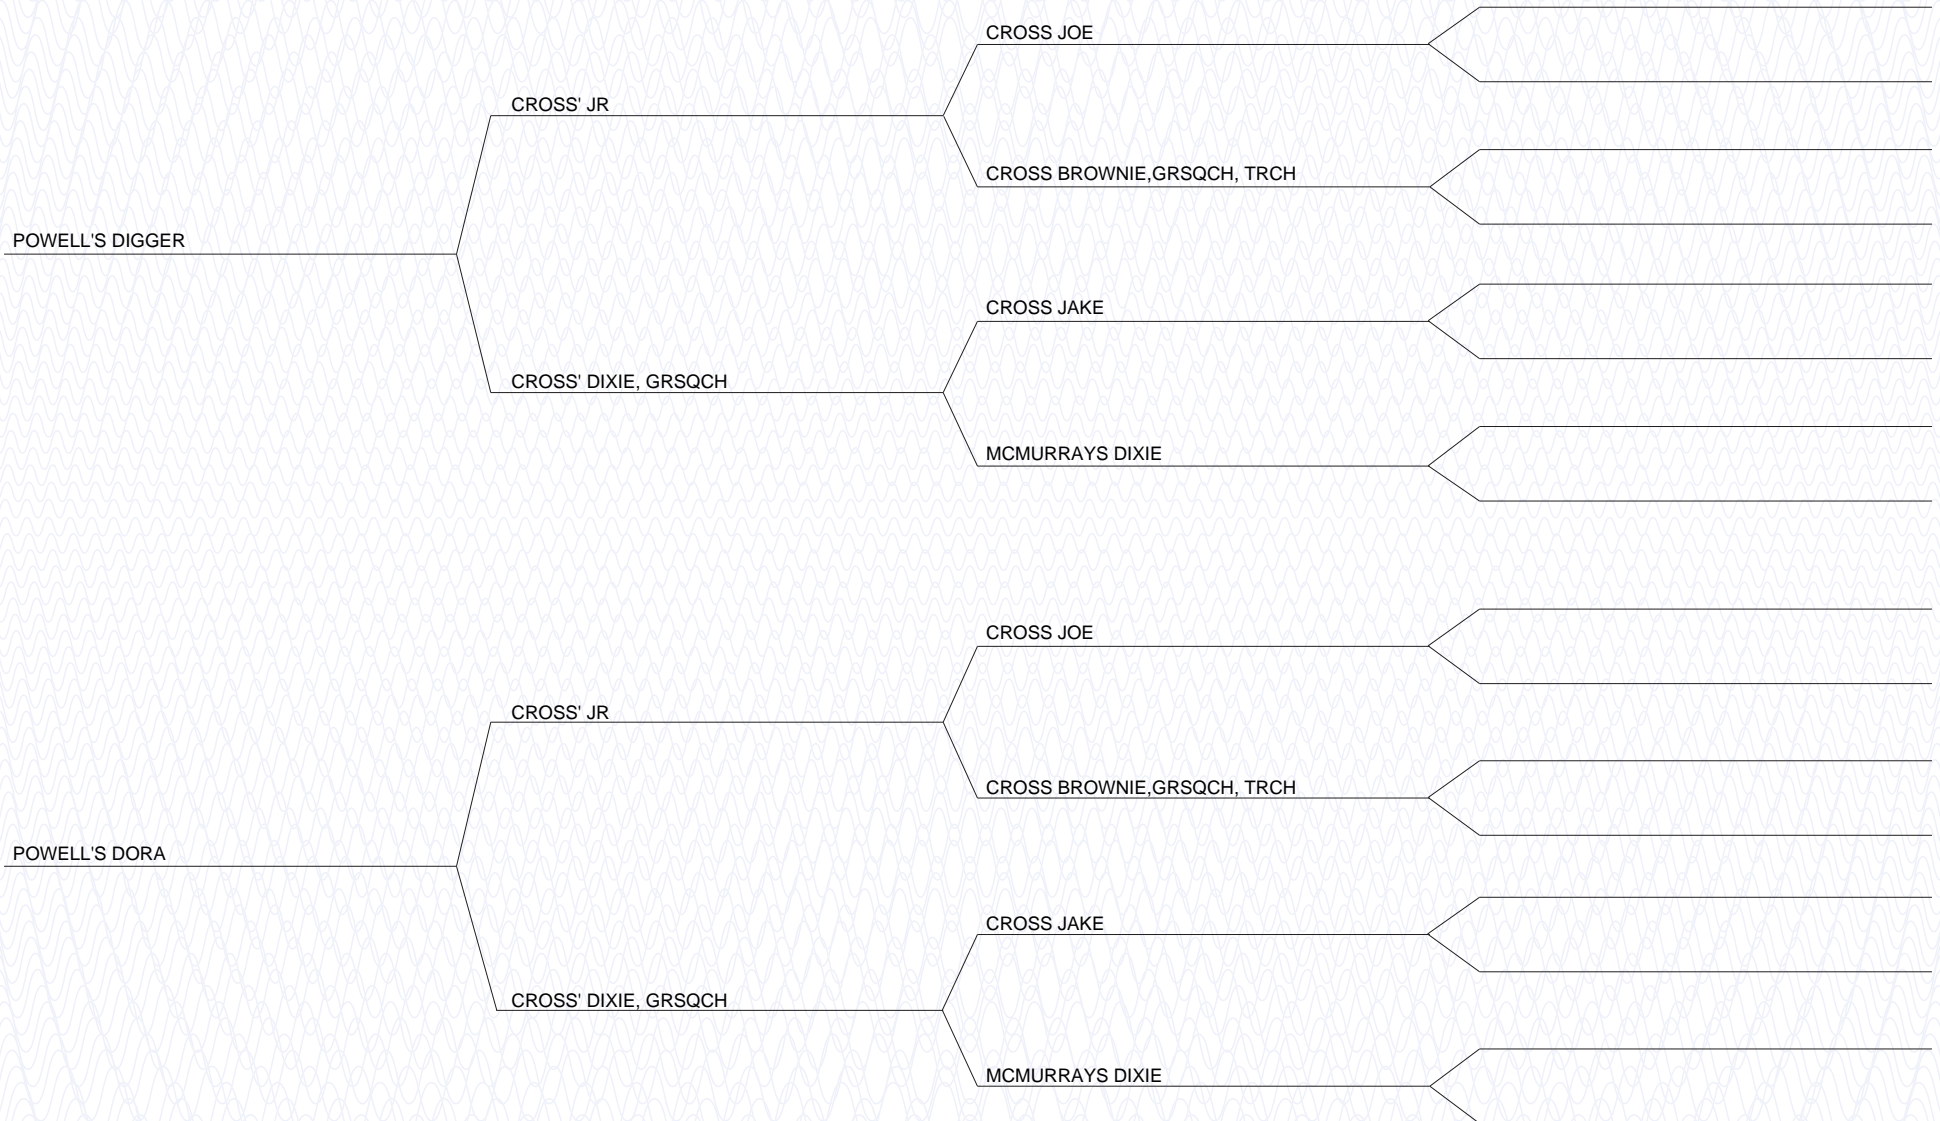 CROSS JOE
CROSS' JR
CROSS BROWNIE,GRSQCH, TRCH
POWELL'S DIGGER
CROSS JAKE
CROSS' DIXIE, GRSQCH
MCMURRAYS DIXIE
CROSS JOE
CROSS' JR
CROSS BROWNIE,GRSQCH, TRCH
POWELL'S DORA
CROSS JAKE
CROSS' DIXIE, GRSQCH
MCMURRAYS DIXIE